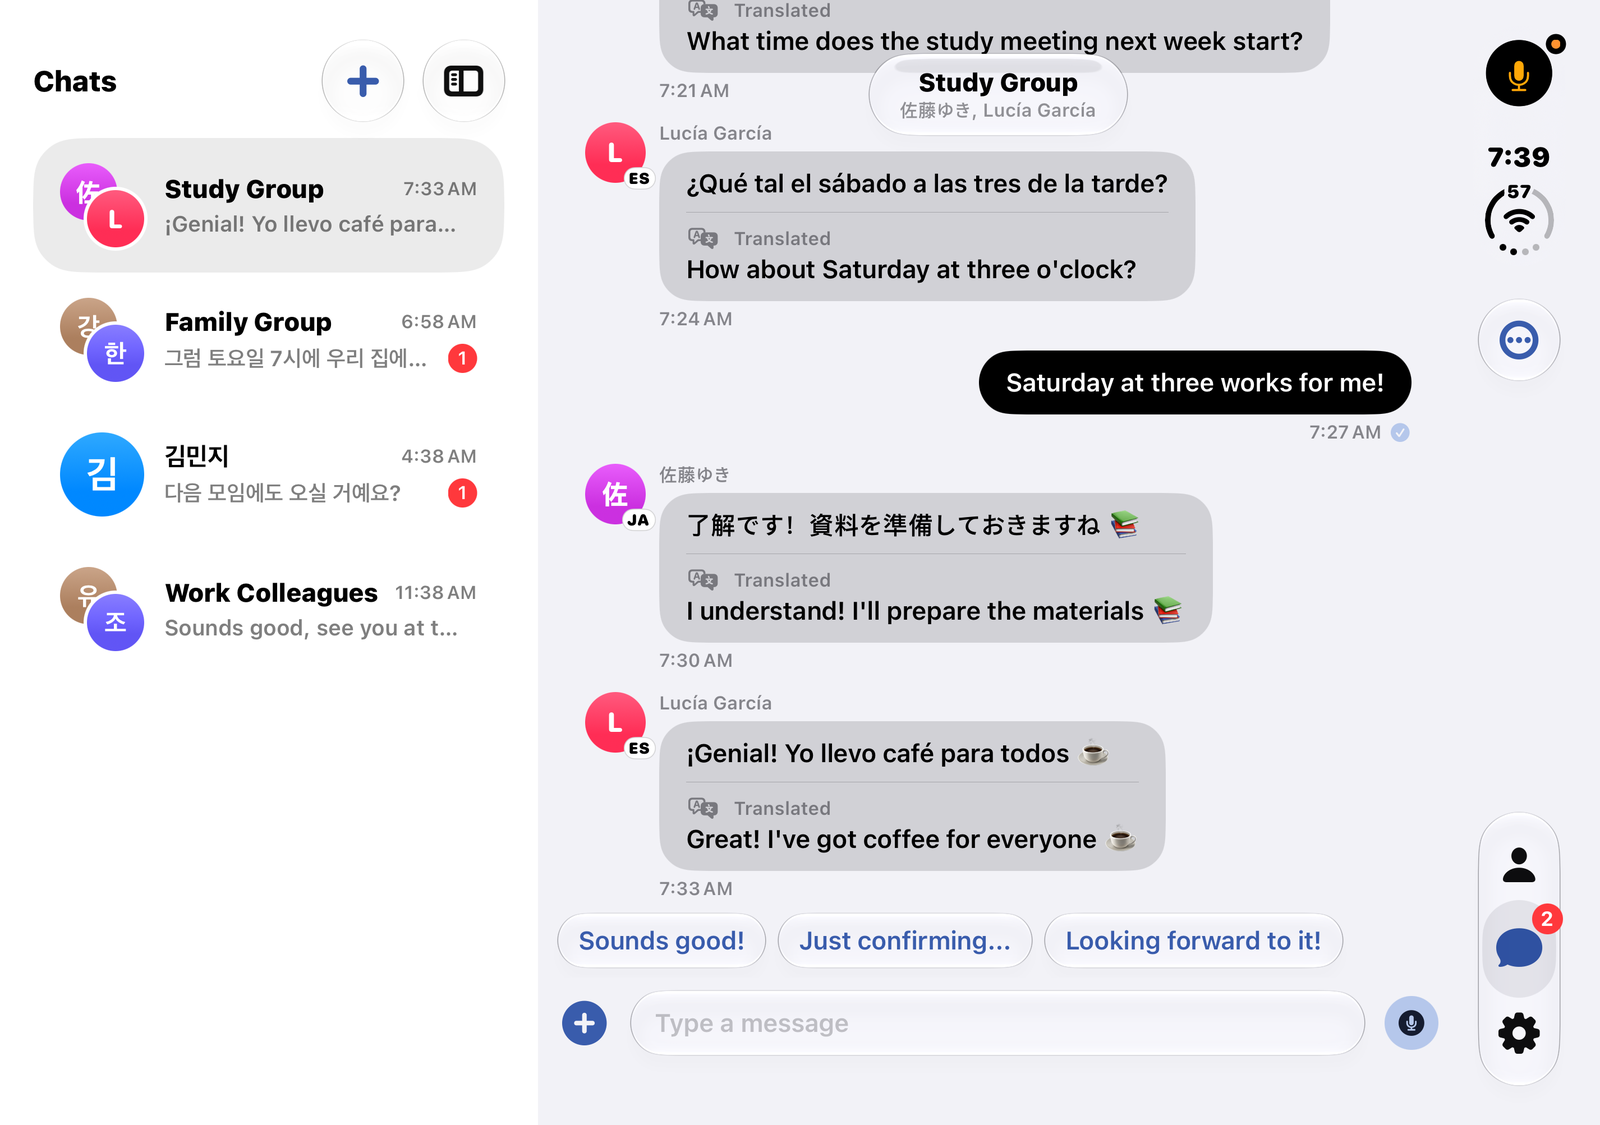 Chats
佐
L
Study Group
7:33 AM
¡Genial! Yo llevo café para...
강
한
Family Group
6:58 AM
그럼 토요일 7시에 우리 집에...
1
김
김민지
4:38 AM
다음 모임에도 오실 거예요?
1
유
조
Work Colleagues
11:38 AM
Sounds good, see you at t...
Translated
What time does the study meeting next week start?
7:21 AM
Study Group
佐藤ゆき, Lucía García
Lucía García
L
ES
¿Qué tal el sábado a las tres de la tarde?
Translated
How about Saturday at three o'clock?
7:24 AM
Saturday at three works for me!
7:27 AM
佐藤ゆき
佐
JA
了解です！資料を準備しておきますね 📚
Translated
I understand! I'll prepare the materials 📚
7:30 AM
Lucía García
L
ES
¡Genial! Yo llevo café para todos ☕
Translated
Great! I've got coffee for everyone ☕
7:33 AM
Sounds good!
Just confirming...
Looking forward to it!
Type a message
7:39
57
2